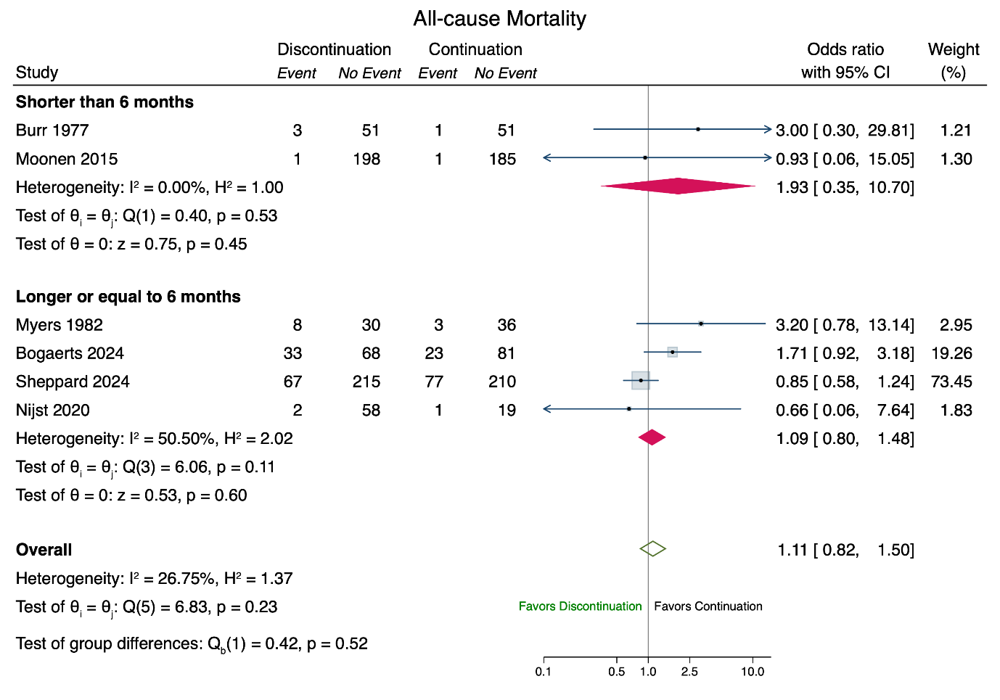 All-cause Mortality
Discontinuation Continuation Odds ratio Weight
Study Event No Event Event No Event with 95% CI (%)
Shorter than 6 months
Burr 1977 3 51 1 51 3.00 [ 0.30, 29.81] 1.21
Moonen 2015 1 198 1 185 0.93 [ 0.06, 15.05] 1.30
Heterogeneity: I² = 0.00%, H² = 1.00 1.93 [ 0.35, 10.70]
Test of θi = θj: Q(1) = 0.40, p = 0.53
Test of θ = 0: z = 0.75, p = 0.45
Longer or equal to 6 months
Myers 1982 8 30 3 36 3.20 [ 0.78, 13.14] 2.95
Bogaerts 2024 33 68 23 81 1.71 [ 0.92, 3.18] 19.26
Sheppard 2024 67 215 77 210 0.85 [ 0.58, 1.24] 73.45
Nijst 2020 2 58 1 19 0.66 [ 0.06, 7.64] 1.83
Heterogeneity: I² = 50.50%, H² = 2.02 1.09 [ 0.80, 1.48]
Test of θi = θj: Q(3) = 6.06, p = 0.11
Test of θ = 0: z = 0.53, p = 0.60
Overall 1.11 [ 0.82, 1.50]
Heterogeneity: I² = 26.75%, H² = 1.37
Test of θi = θj: Q(5) = 6.83, p = 0.23
Favors Discontinuation Favors Continuation
Test of group differences: Qb(1) = 0.42, p = 0.52
0.1 0.5 1.0 2.5 10.0